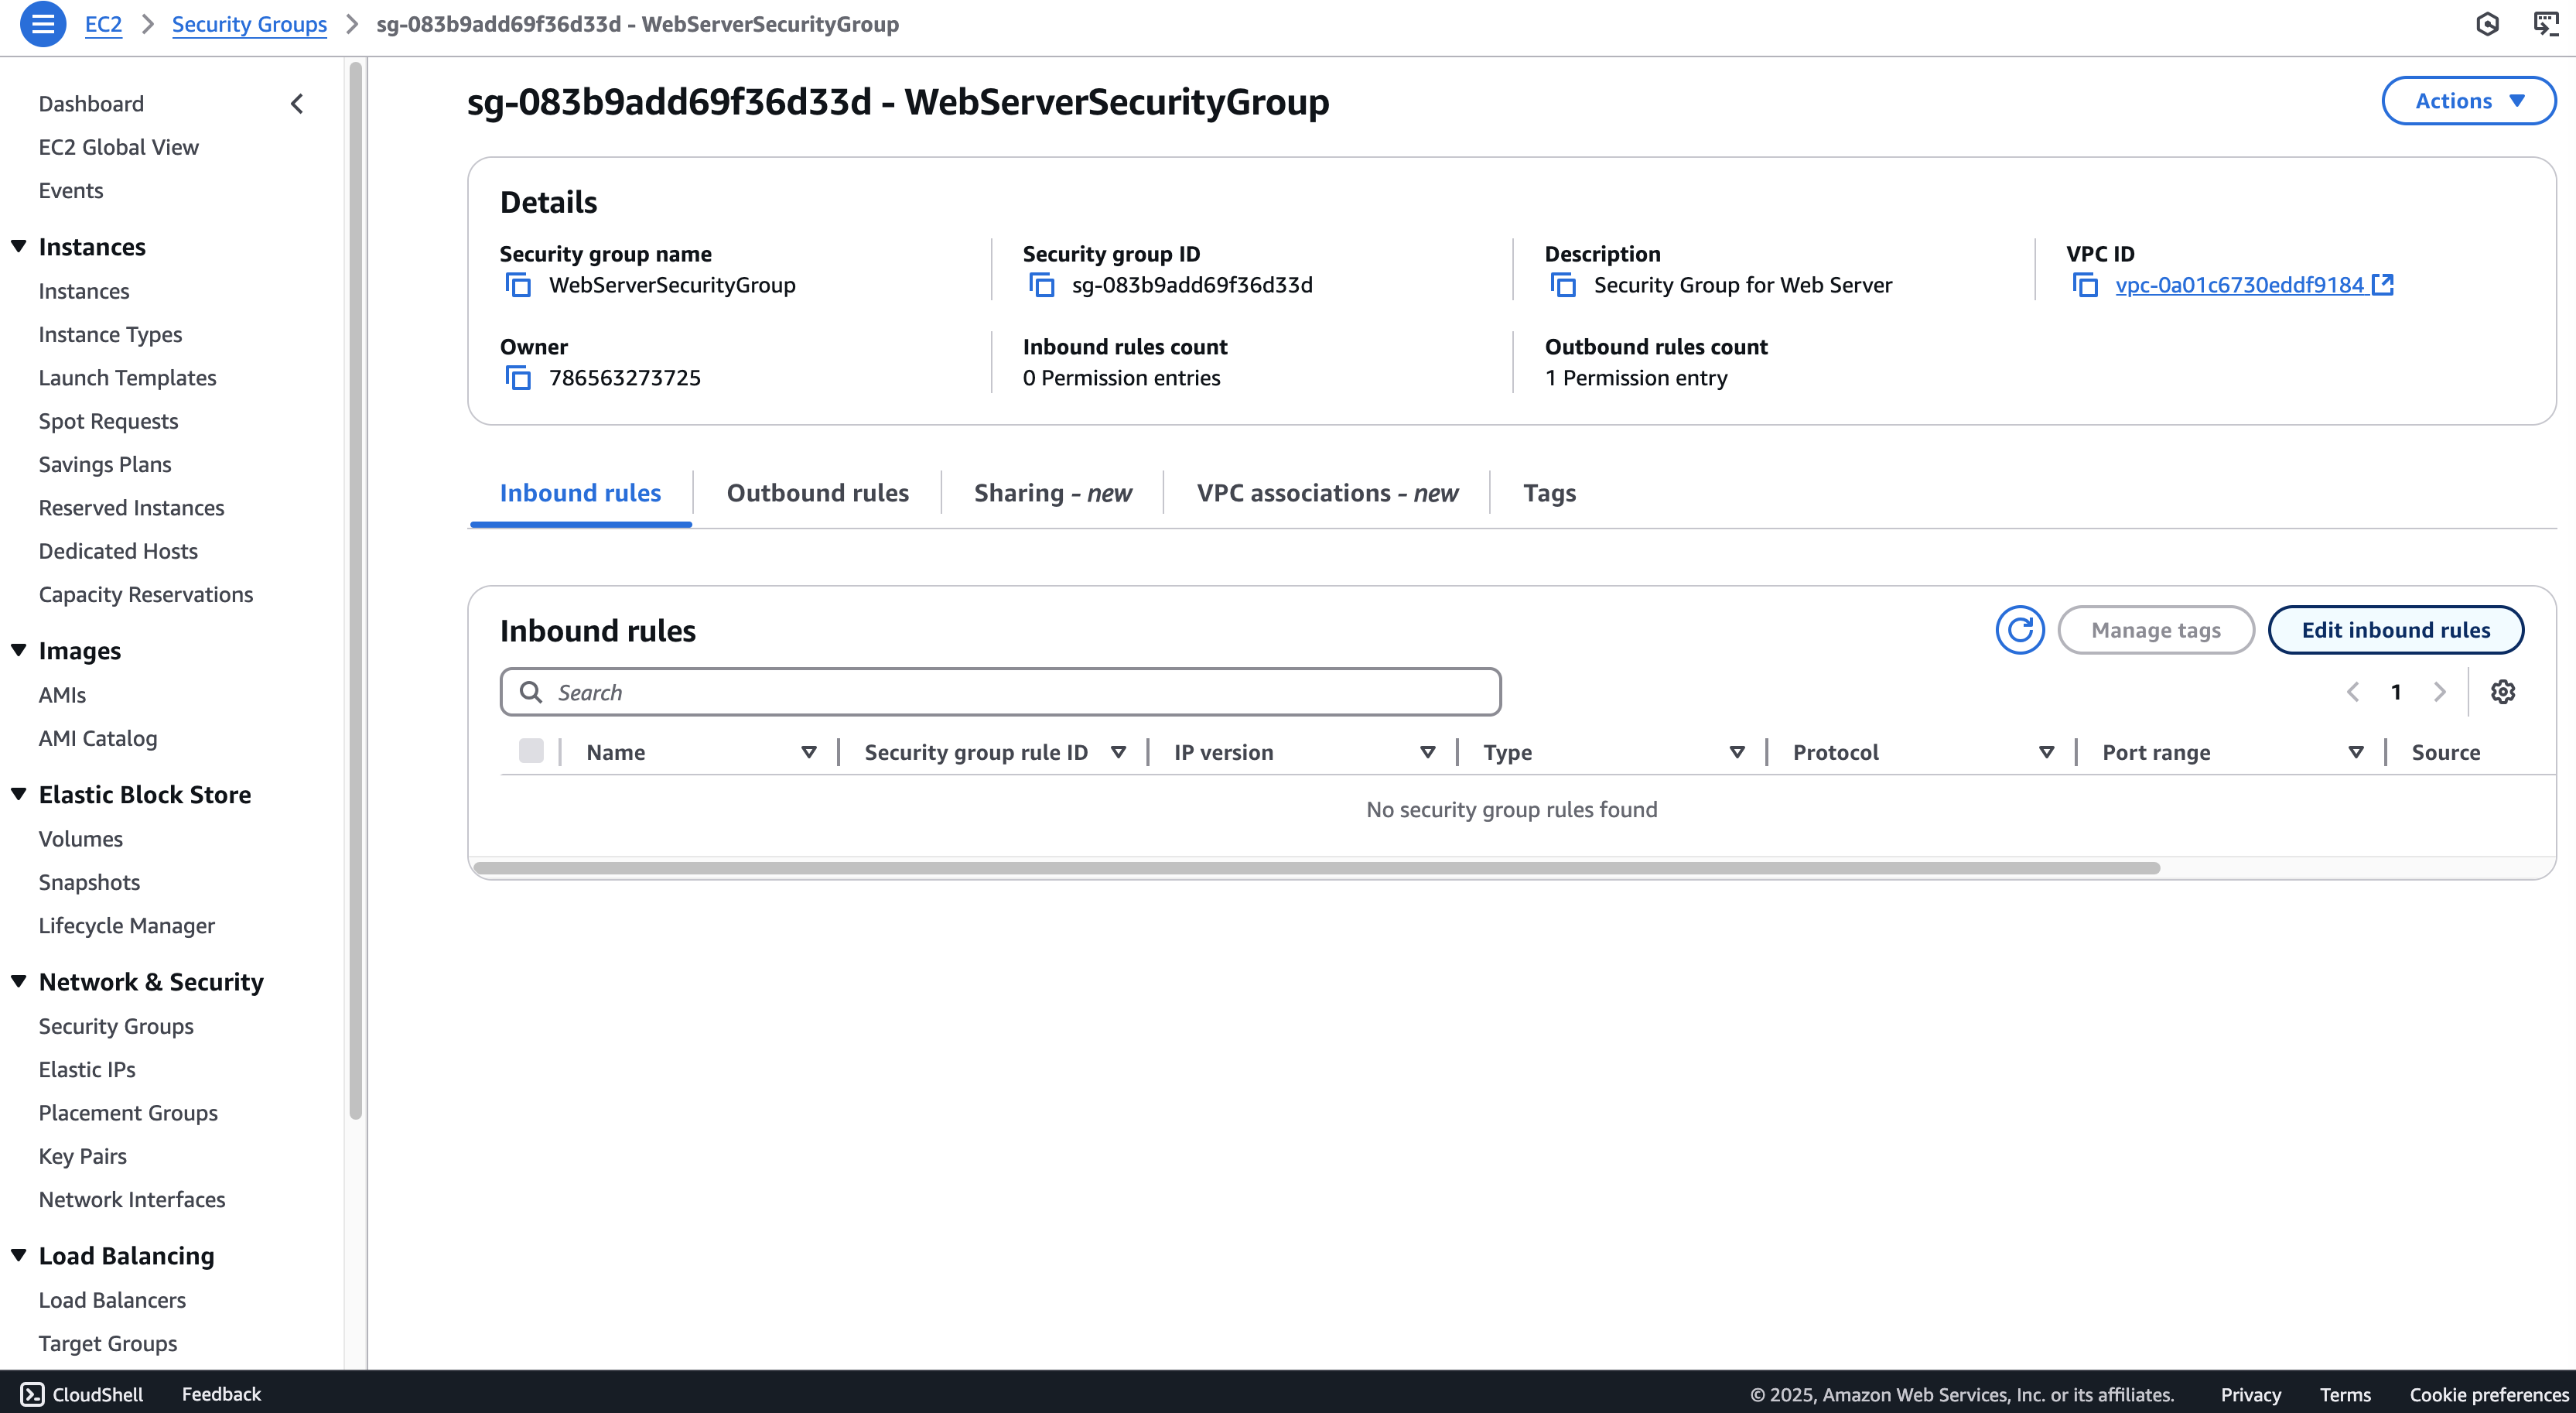 EC2 > Security Groups > sg-083b9add69f36d33d - WebServerSecurityGroup
Dashboard
EC2 Global View
Events
Instances
Instances
Instance Types
Launch Templates
Spot Requests
Savings Plans
Reserved Instances
Dedicated Hosts
Capacity Reservations
Images
AMIs
AMI Catalog
Elastic Block Store
Volumes
Snapshots
Lifecycle Manager
Network & Security
Security Groups
Elastic IPs
Placement Groups
Key Pairs
Network Interfaces
Load Balancing
Load Balancers
Target Groups
sg-083b9add69f36d33d - WebServerSecurityGroup
Actions
Details
Security group name
WebServerSecurityGroup
Security group ID
sg-083b9add69f36d33d
Description
Security Group for Web Server
VPC ID
vpc-0a01c6730eddf9184
Owner
786563273725
Inbound rules count
0 Permission entries
Outbound rules count
1 Permission entry
Inbound rules Outbound rules Sharing - new VPC associations - new Tags
Inbound rules
Manage tags
Edit inbound rules
Search
1
Name Security group rule ID IP version Type Protocol Port range Source
No security group rules found
CloudShell Feedback © 2025, Amazon Web Services, Inc. or its affiliates. Privacy Terms Cookie preferences